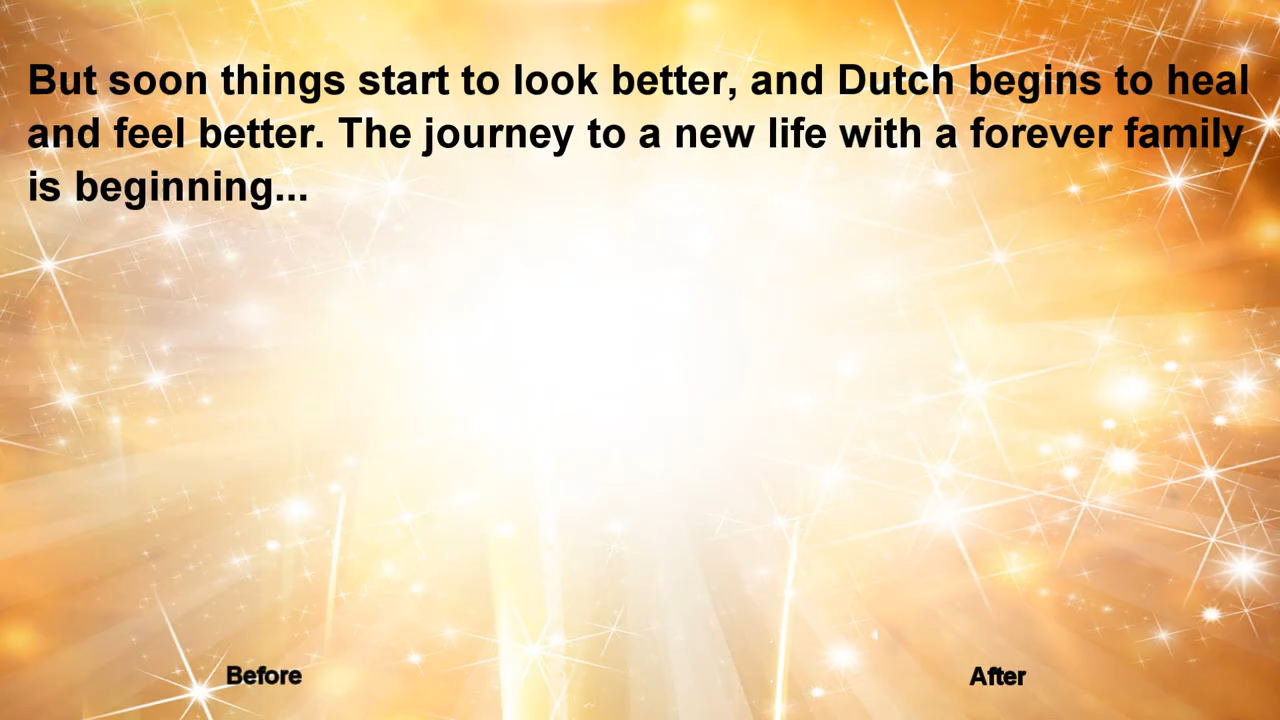 But soon things start to look better, and Dutch begins to heal
and feel better. The journey to a new life with a forever family
is beginning...
Before
After